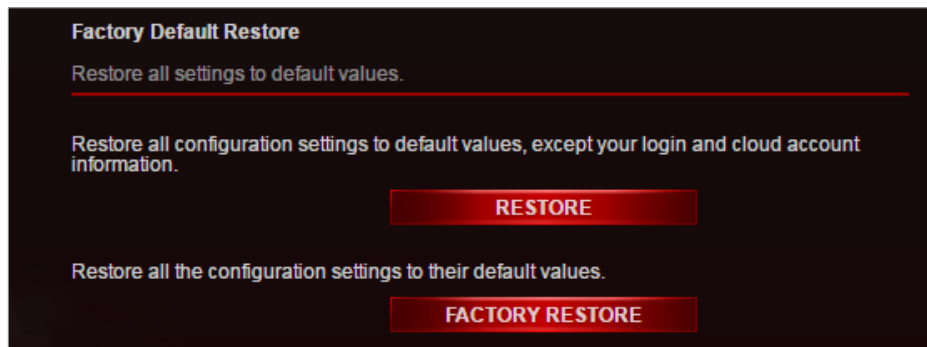 Factory Default Restore
Restore all settings to default values.
Restore all configuration settings to default values, except your login and cloud account
information.
RESTORE
Restore all the configuration settings to their default values.
FACTORY RESTORE